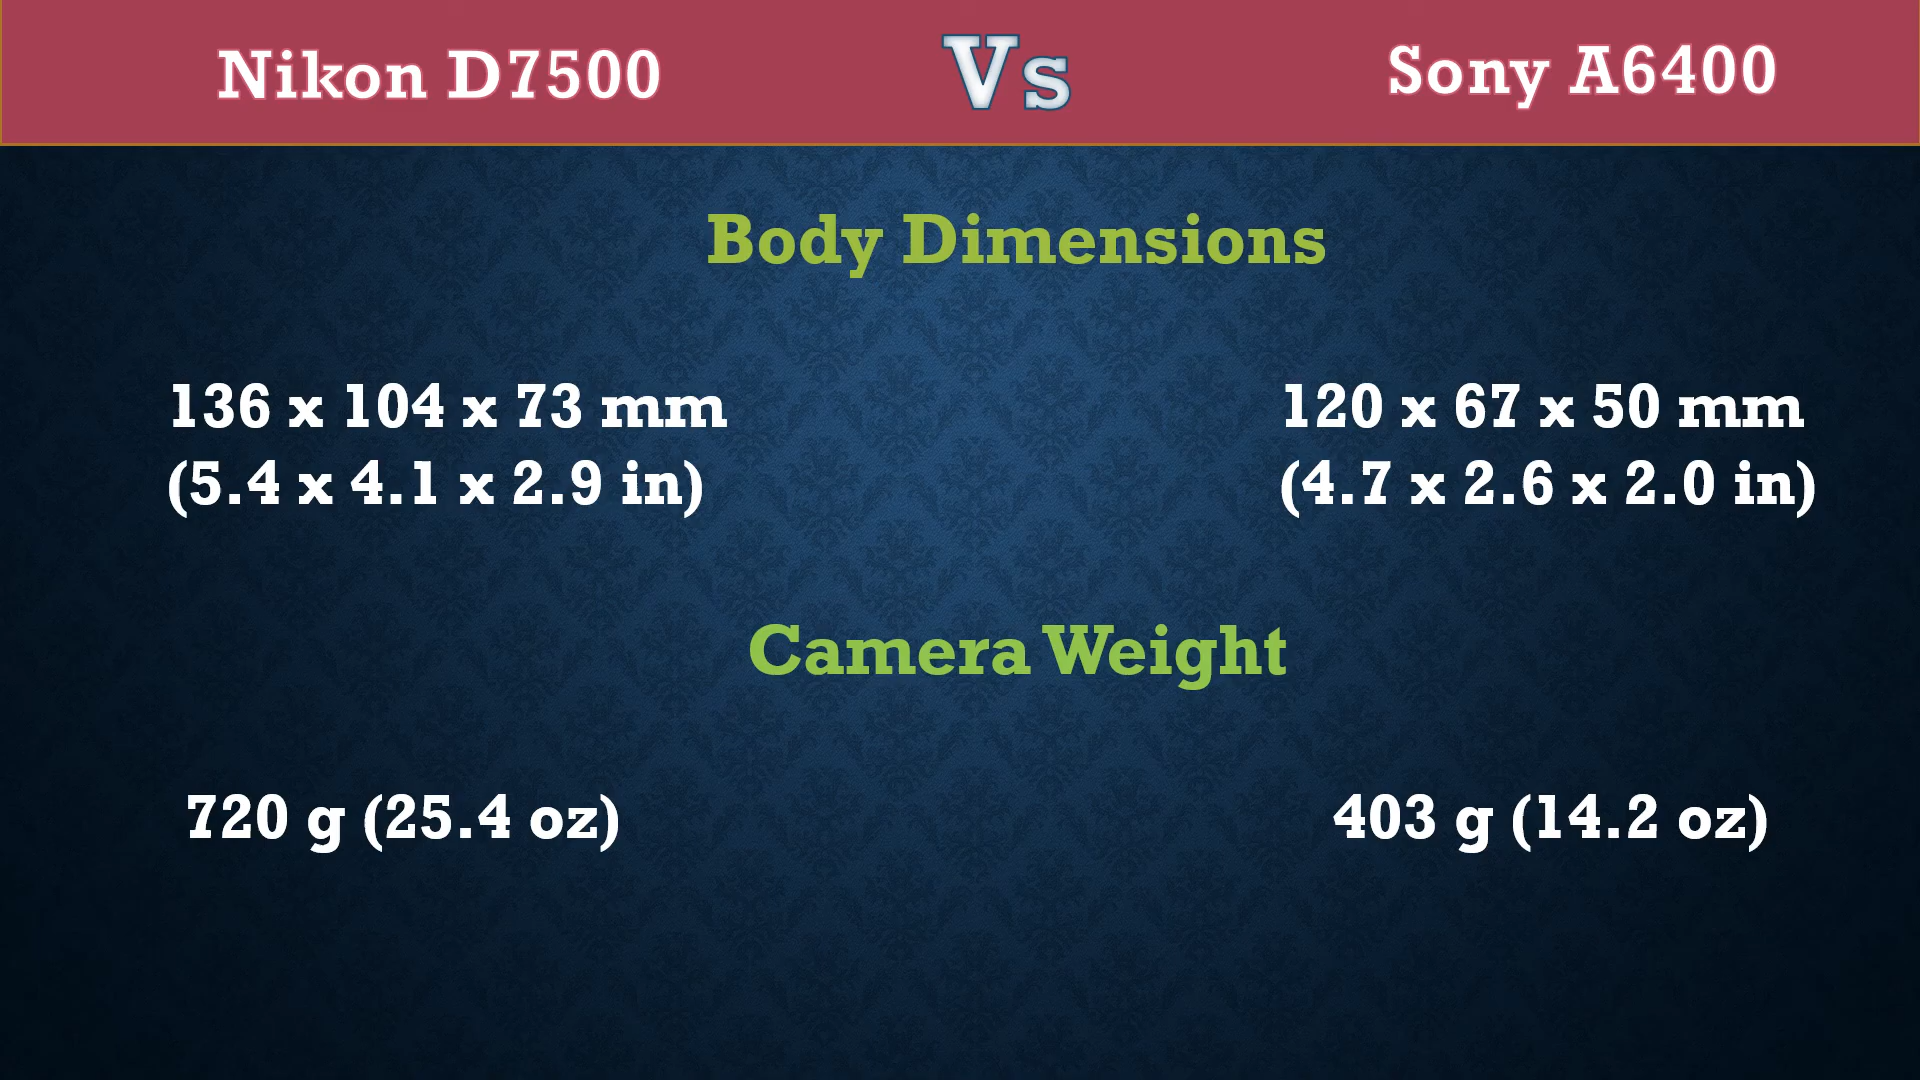 Nikon D7500 Vs Sony A6400
Body Dimensions
136 x 104 x 73 mm
(5.4 x 4.1 x 2.9 in)
120 x 67 x 50 mm
(4.7 x 2.6 x 2.0 in)
Camera Weight
720 g (25.4 oz)
403 g (14.2 oz)